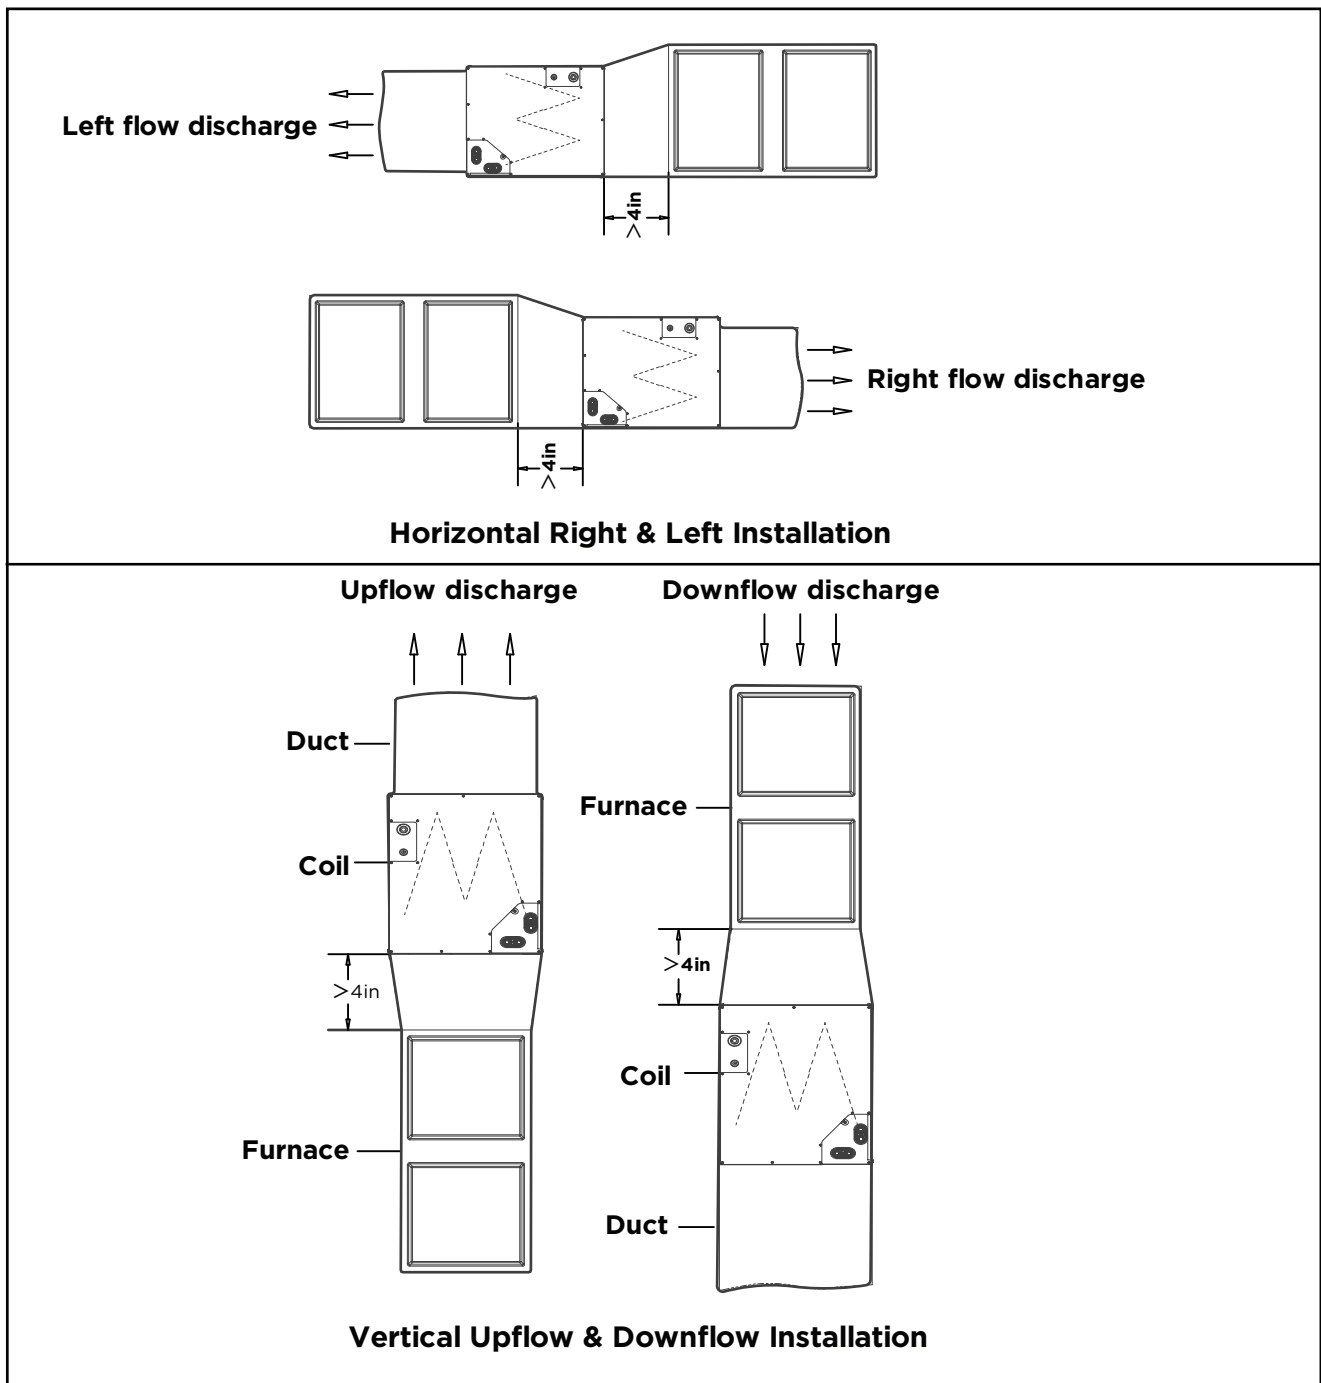 Left flow discharge
>4in
Right flow discharge
>4in
Horizontal Right & Left Installation
Upflow discharge
Downflow discharge
Duct
Furnace
Coil
>4in
>4in
Coil
Furnace
Duct
Vertical Upflow & Downflow Installation